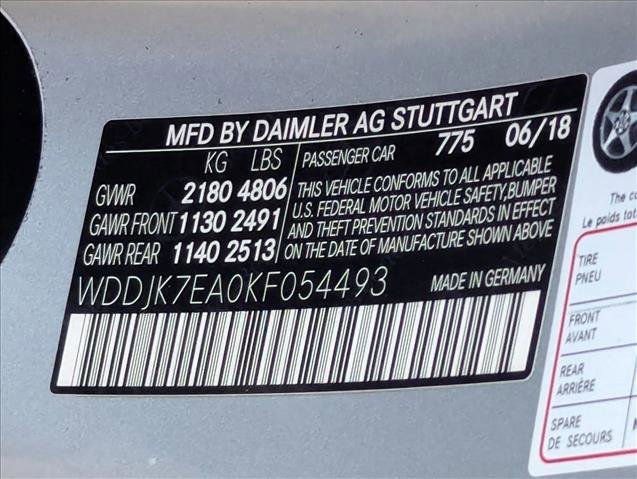 MFD BY DAIMLER AG STUTTGART
KG LBS
PASSENGER CAR 775 06/18
GVWR 2180 4806
GAWR FRONT 1130 2491
GAWR REAR 1140 2513
THIS VEHICLE CONFORMS TO ALL APPLICABLE
U.S. FEDERAL MOTOR VEHICLE SAFETY, BUMPER
AND THEFT PREVENTION STANDARDS IN EFFECT
ON THE DATE OF MANUFACTURE SHOWN ABOVE
WDDJK7EA0KF054493
MADE IN GERMANY
The
Le poids
TIRE
PNEU
FRONT
AVANT
REAR
ARRIÈRE
SPARE
DE SECOURS